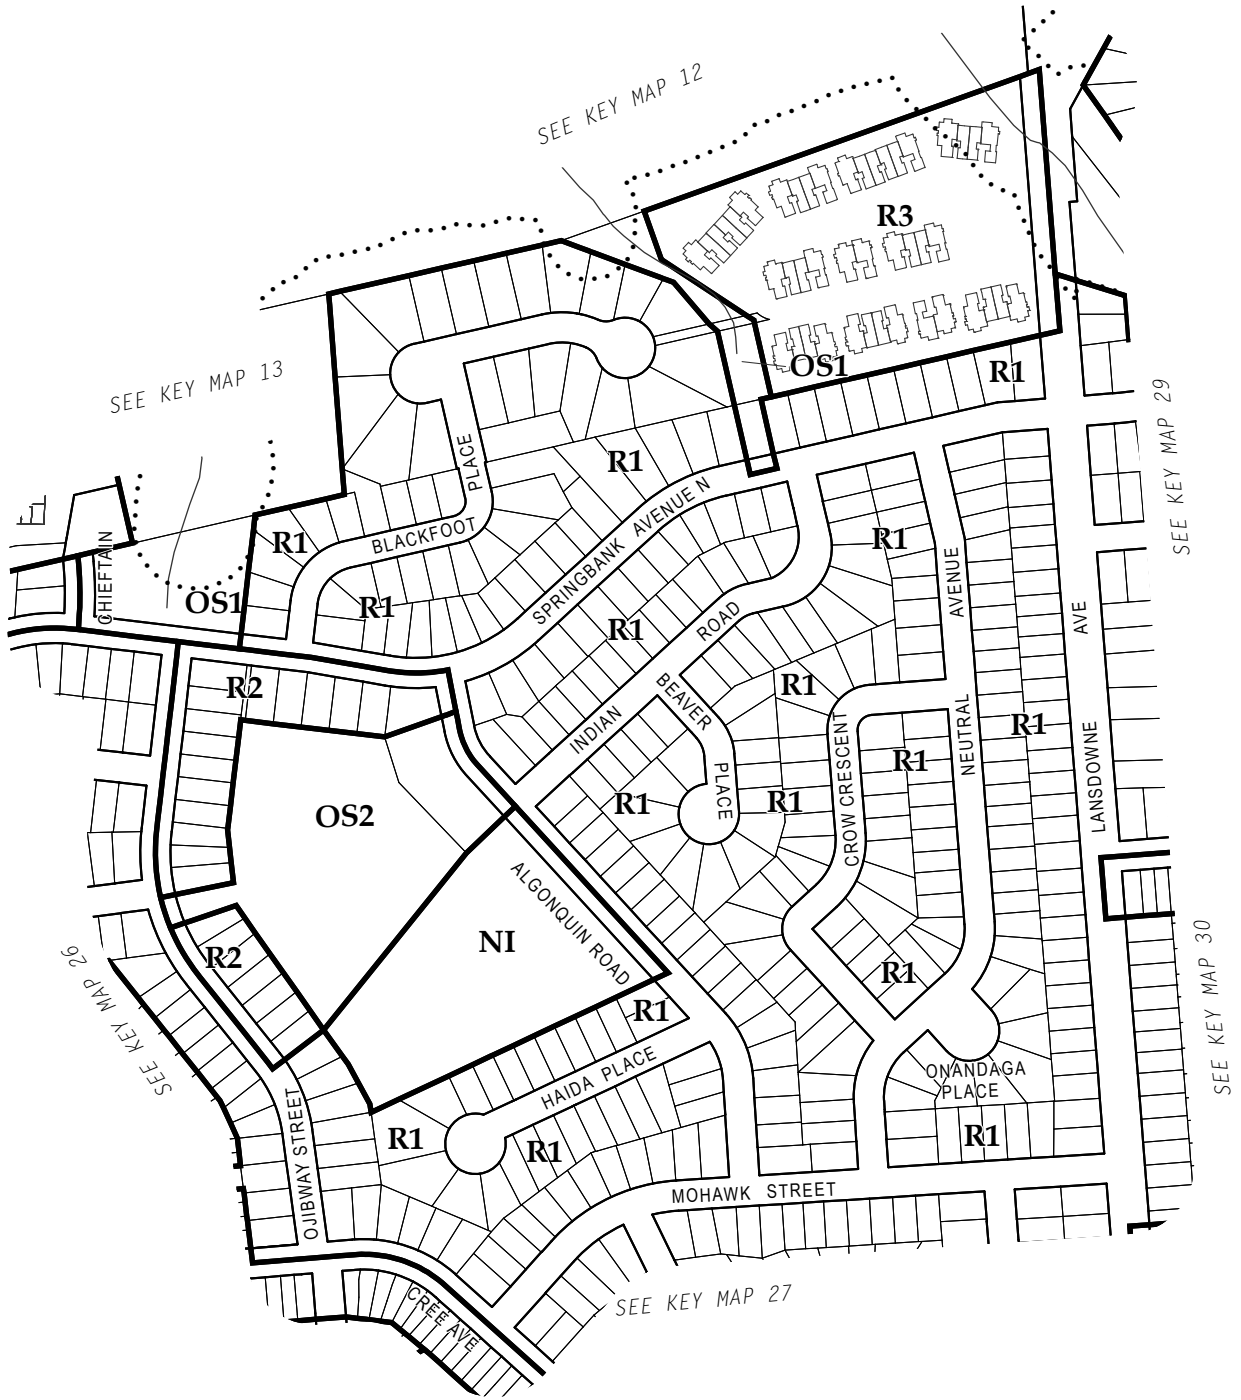 SEE KEY MAP 12
R3
SEE KEY MAP 13
OS1
R1
SEE KEY MAP 29
PLACE
R1
SPRINGBANK AVENUE N
BLACKFOOT
R1
R1
CHIEFTAIN
OS1
R1
R1
ROAD
AVENUE
AVE
R2
BEAVER
R1
INDIAN
CROW CRESCENT
NEUTRAL
R1
LANSDOWNE
R1
PLACE
R1
R1
OS2
ALGONQUIN ROAD
NI
R2
R1
SEE KEY MAP 26
SEE KEY MAP 30
R1
HAIDA PLACE
ONANDAGA
PLACE
OJIBWAY STREET
R1
R1
R1
MOHAWK STREET
SEE KEY MAP 27
CREE AVE